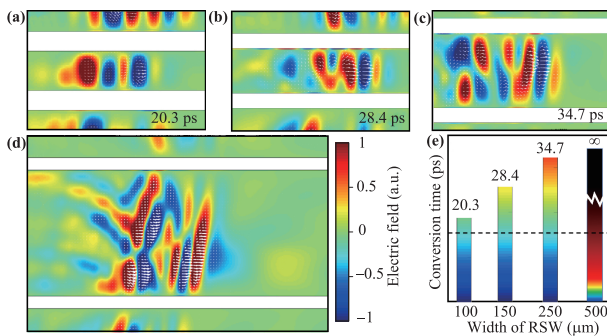 (a)
20.3 ps
(b)
28.4 ps
(c)
34.7 ps
(d)
1
0.5
0
−0.5
−1
Electric field (a.u.)
(e)
Conversion time (ps)
20.3
28.4
34.7
∞
100 150 250 500
Width of RSW (μm)